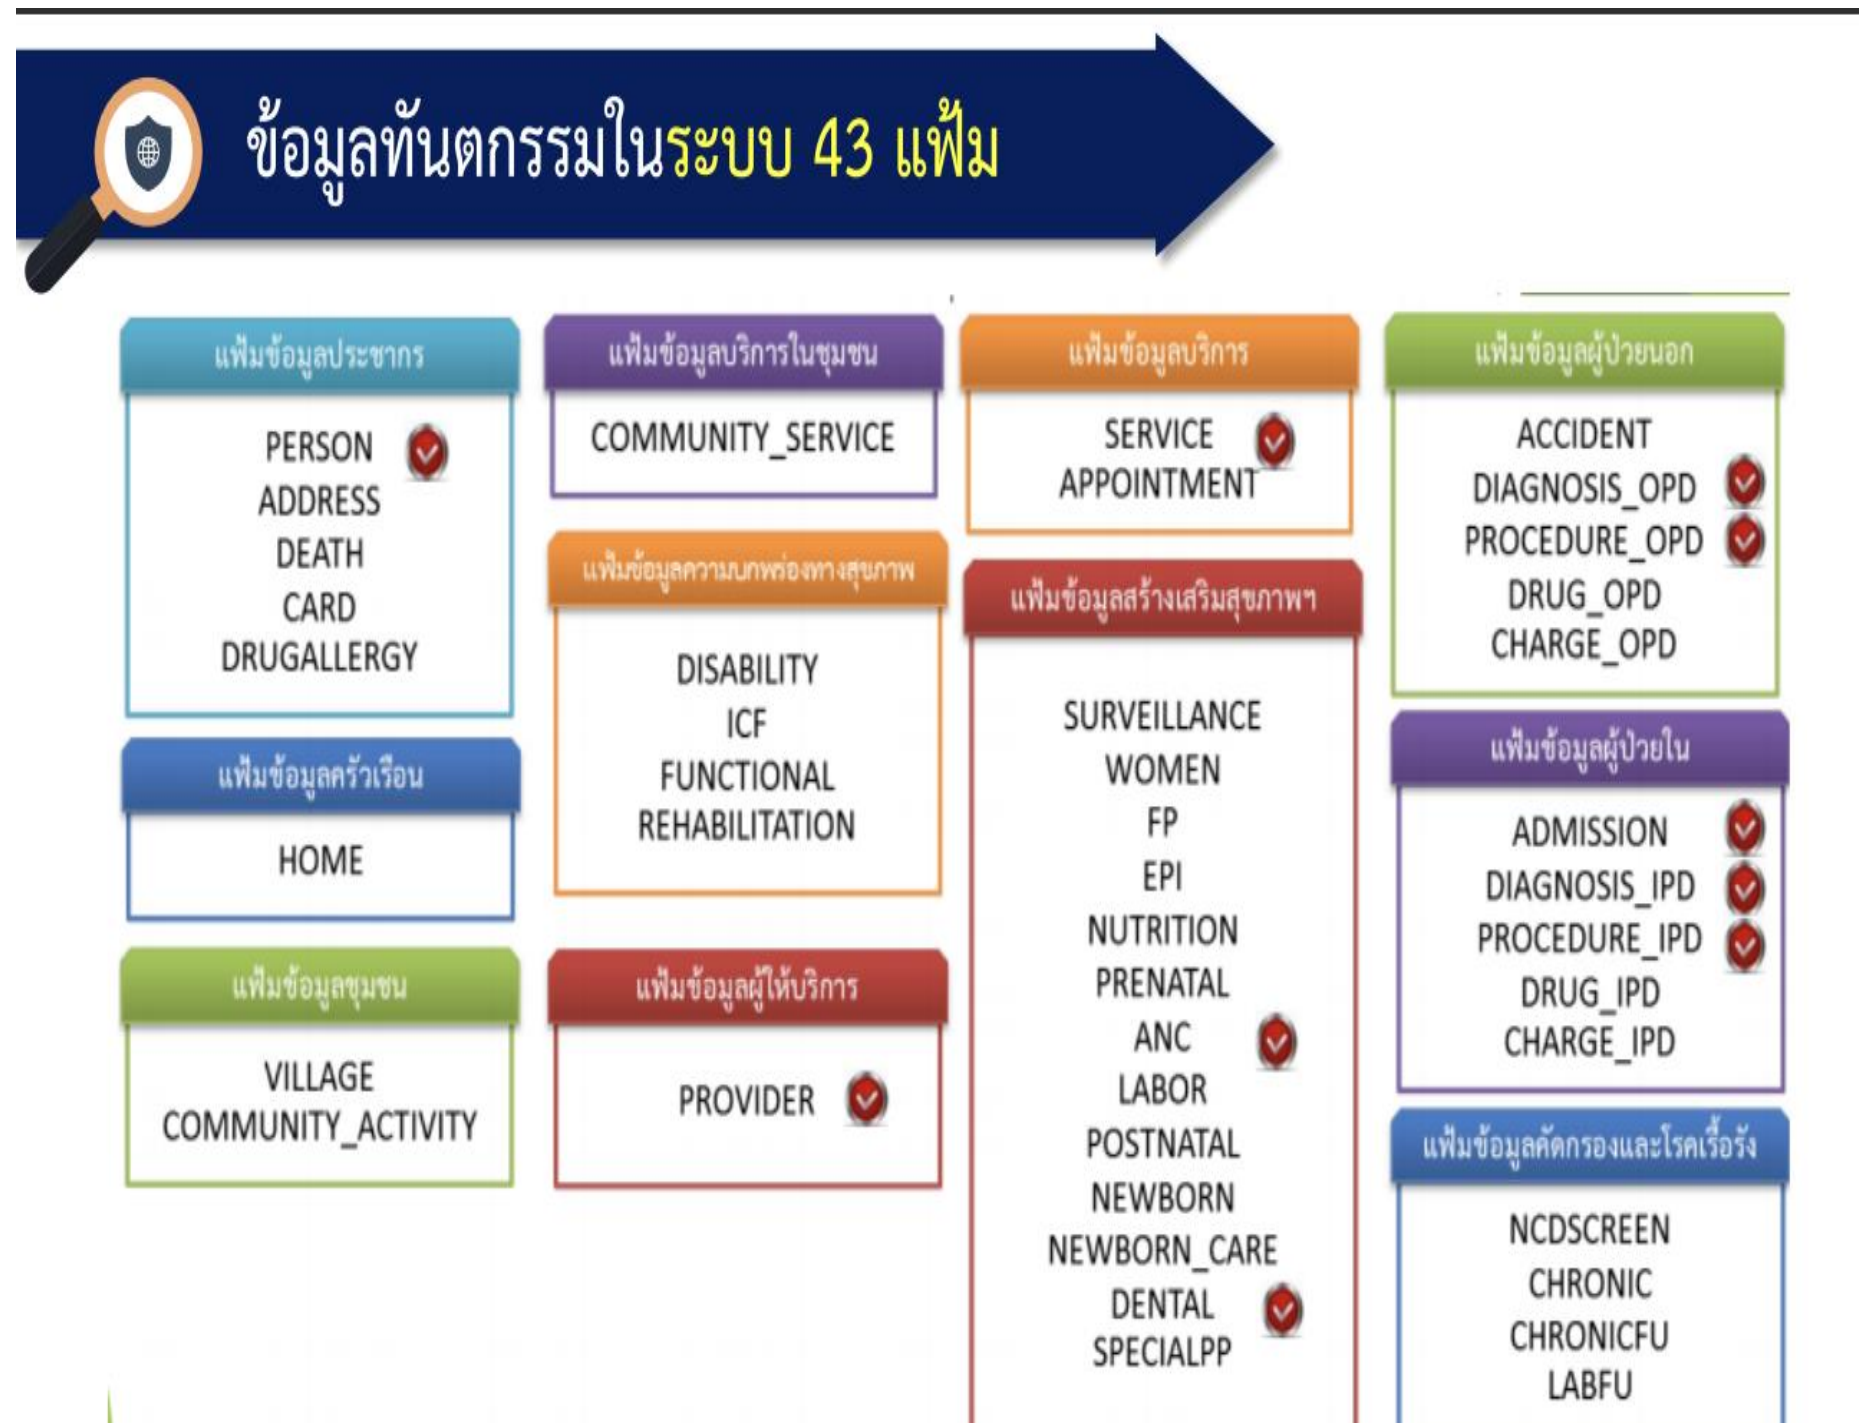 ข้อมูลทันตกรรมในระบบ 43 แฟ้ม
แฟ้มข้อมูลประชากร
PERSON
ADDRESS
DEATH
CARD
DRUGALLERGY
แฟ้มข้อมูลครัวเรือน
HOME
แฟ้มข้อมูลชุมชน
VILLAGE
COMMUNITY_ACTIVITY
แฟ้มข้อมูลบริการในชุมชน
COMMUNITY_SERVICE
แฟ้มข้อมูลความบกพร่องทางสุขภาพ
DISABILITY
ICF
FUNCTIONAL
REHABILITATION
แฟ้มข้อมูลผู้ให้บริการ
PROVIDER
แฟ้มข้อมูลบริการ
SERVICE
APPOINTMENT
แฟ้มข้อมูลสร้างเสริมสุขภาพฯ
SURVEILLANCE
WOMEN
FP
EPI
NUTRITION
PRENATAL
ANC
LABOR
POSTNATAL
NEWBORN
NEWBORN_CARE
DENTAL
SPECIALPP
แฟ้มข้อมูลผู้ป่วยนอก
ACCIDENT
DIAGNOSIS_OPD
PROCEDURE_OPD
DRUG_OPD
CHARGE_OPD
แฟ้มข้อมูลผู้ป่วยใน
ADMISSION
DIAGNOSIS_IPD
PROCEDURE_IPD
DRUG_IPD
CHARGE_IPD
แฟ้มข้อมูลคัดกรองและโรคเรื้อรัง
NCDSCREEN
CHRONIC
CHRONICFU
LABFU